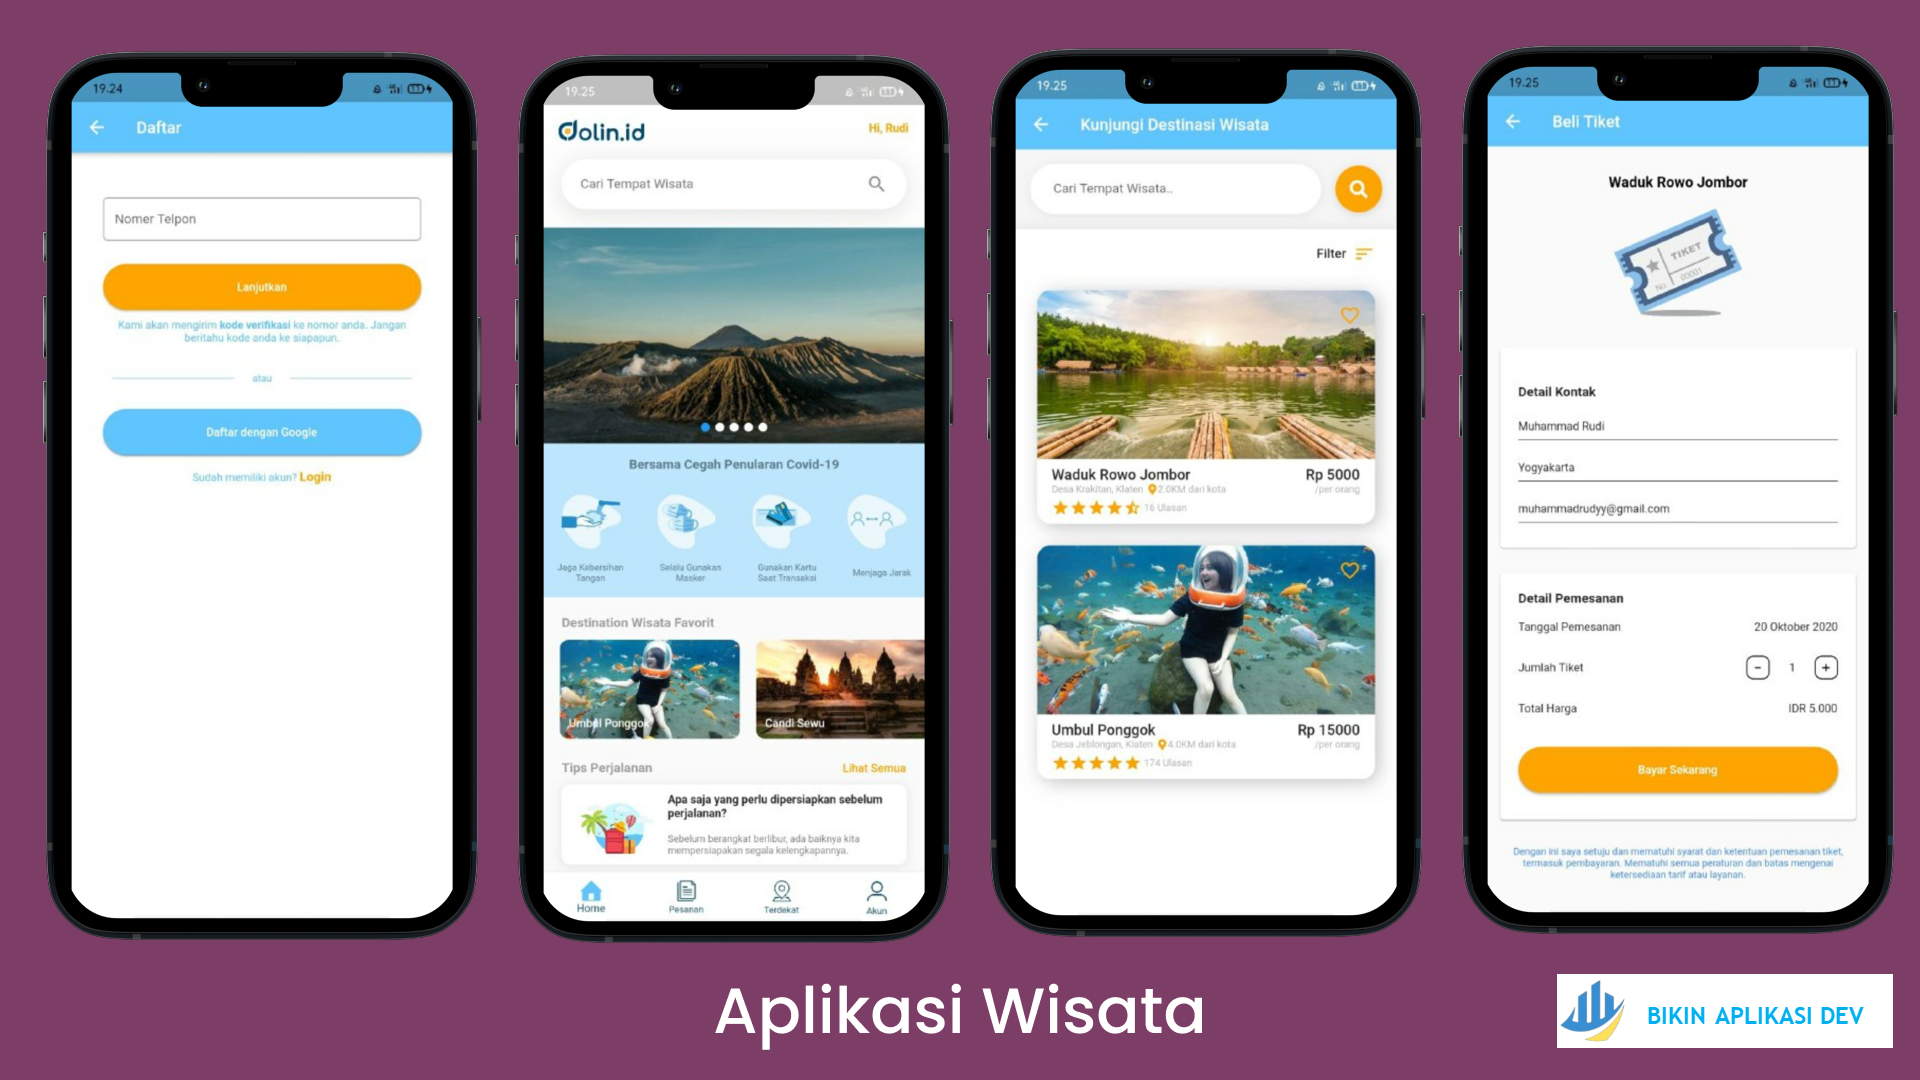 19.24
Daftar
Nomer Telpon
Lanjutkan
Kami akan mengirim kode verifikasi ke nomor anda. Jangan
beritahu kode anda ke siapapun.
atau
Daftar dengan Google
Sudah memiliki akun? Login
19.25
Dolin.id
Hi, Rudi
Cari Tempat Wisata
Bersama Cegah Penularan Covid-19
Jaga Kebersihan
Tangan
Selalu Gunakan
Masker
Gunakan Kartu
Saat Transaksi
Menjaga Jarak
Destination Wisata Favorit
Umbul Ponggok
Candi Sewu
Tips Perjalanan
Lihat Semua
Apa saja yang perlu dipersiapkan sebelum
perjalanan?
Sebelum berangkat berlibur, ada baiknya kita
mempersiapakan segala kelengkapannya.
Home
Pesanan
Terdekat
Akun
19.25
Kunjungi Destinasi Wisata
Cari Tempat Wisata..
Filter
Waduk Rowo Jombor
Rp 5000
Desa Krakitan, Klaten 2.0KM dari kota
/per orang
16 Ulasan
Umbul Ponggok
Rp 15000
Desa Jeblongan, Klaten 4.0KM dari kota
/per orang
174 Ulasan
19.25
Beli Tiket
Waduk Rowo Jombor
TIKET
No. 00001
Detail Kontak
Muhammad Rudi
Yogyakarta
muhammadrudyy@gmail.com
Detail Pemesanan
Tanggal Pemesanan
20 Oktober 2020
Jumlah Tiket
- 1 +
Total Harga
IDR 5.000
Bayar Sekarang
Dengan ini saya setuju dan mematuhi syarat dan ketentuan pemesanan tiket,
termasuk pembayaran. Mematuhi semua peraturan dan batas mengenai
ketersediaan tarif atau layanan.
Aplikasi Wisata
BIKIN APLIKASI DEV